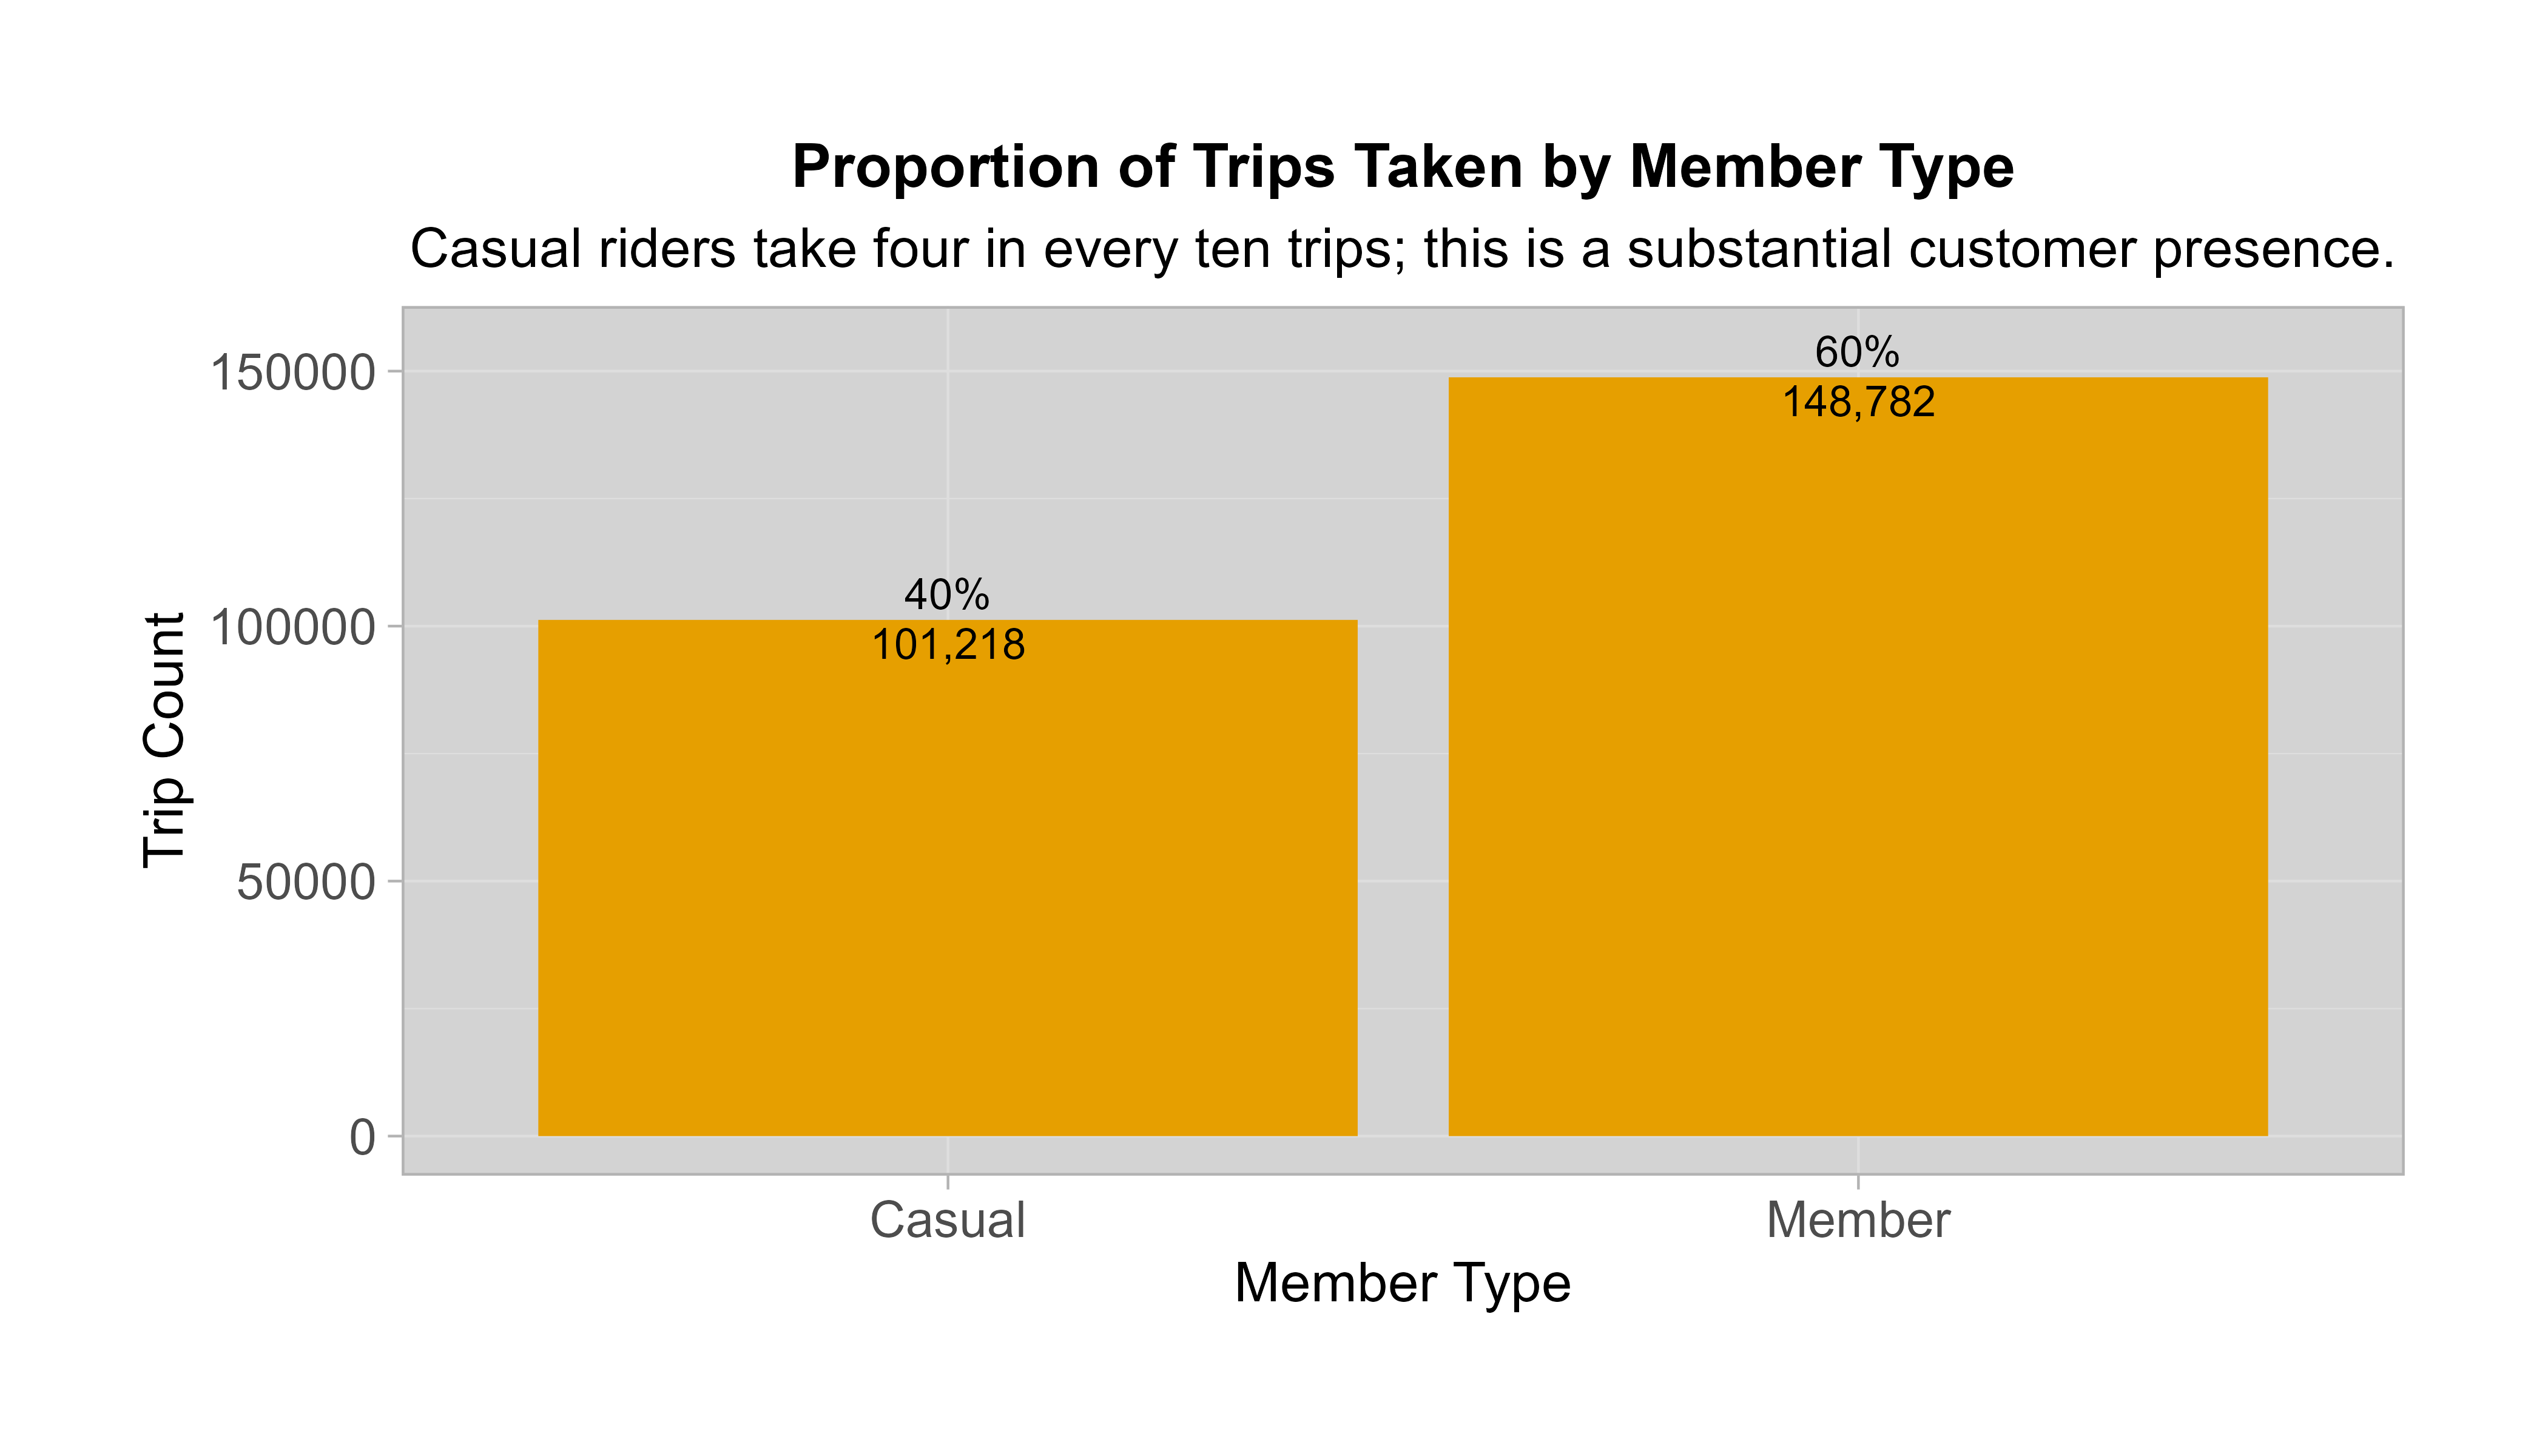 Proportion of Trips Taken by Member Type
Casual riders take four in every ten trips; this is a substantial customer presence.
Trip Count
150000
100000
50000
0
40%
101,218
60%
148,782
Casual
Member
Member Type